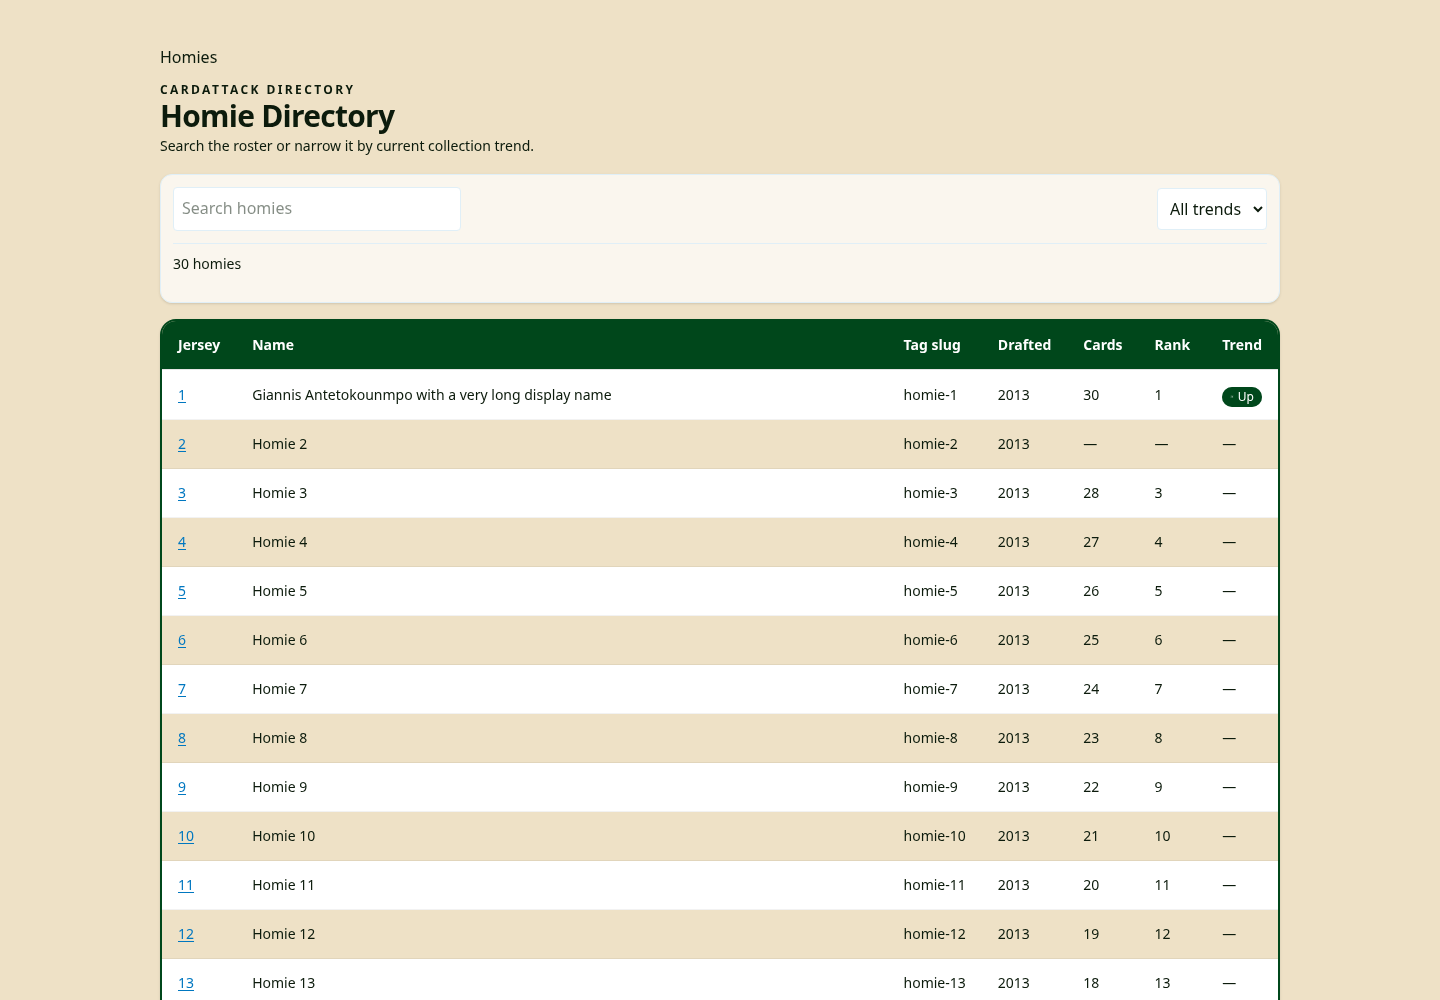 Homies
CARDATTACK DIRECTORY
Homie Directory
Search the roster or narrow it by current collection trend.
Search homies
All trends
30 homies
Jersey Name Tag slug Drafted Cards Rank Trend
1 Giannis Antetokounmpo with a very long display name homie-1 2013 30 1 · Up
2 Homie 2 homie-2 2013 — — —
3 Homie 3 homie-3 2013 28 3 —
4 Homie 4 homie-4 2013 27 4 —
5 Homie 5 homie-5 2013 26 5 —
6 Homie 6 homie-6 2013 25 6 —
7 Homie 7 homie-7 2013 24 7 —
8 Homie 8 homie-8 2013 23 8 —
9 Homie 9 homie-9 2013 22 9 —
10 Homie 10 homie-10 2013 21 10 —
11 Homie 11 homie-11 2013 20 11 —
12 Homie 12 homie-12 2013 19 12 —
13 Homie 13 homie-13 2013 18 13 —